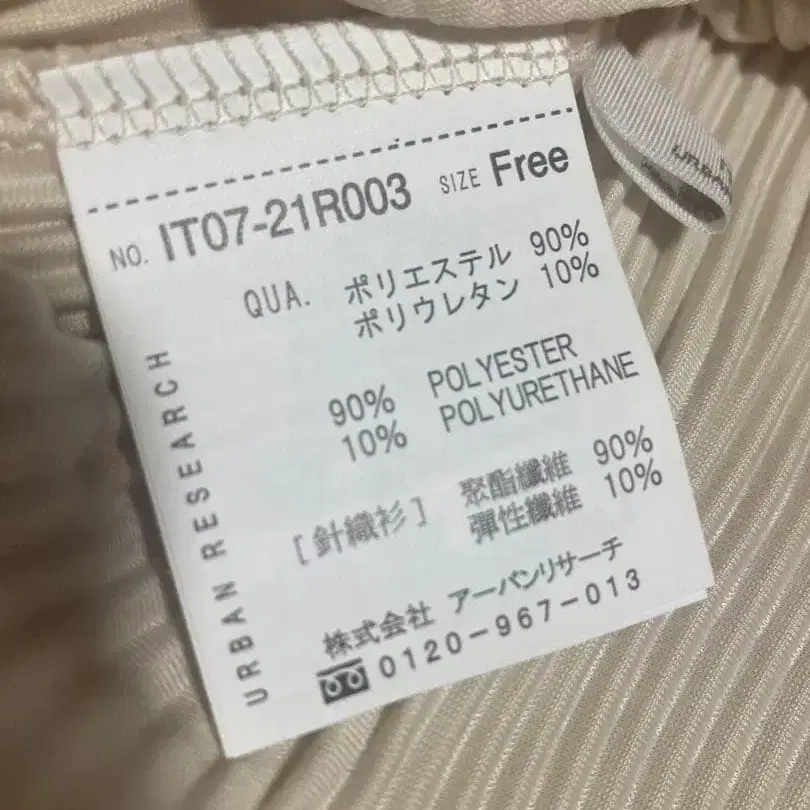 NO. IT07-21R003 SIZE Free
QUA. ポリエステル 90%
ポリウレタン 10%
90% POLYESTER
10% POLYURETHANE
[針織衫] 聚酯纖維 90%
彈性纖維 10%
株式会社 アーバンリサーチ
0120-967-013
URBAN RESEARCH